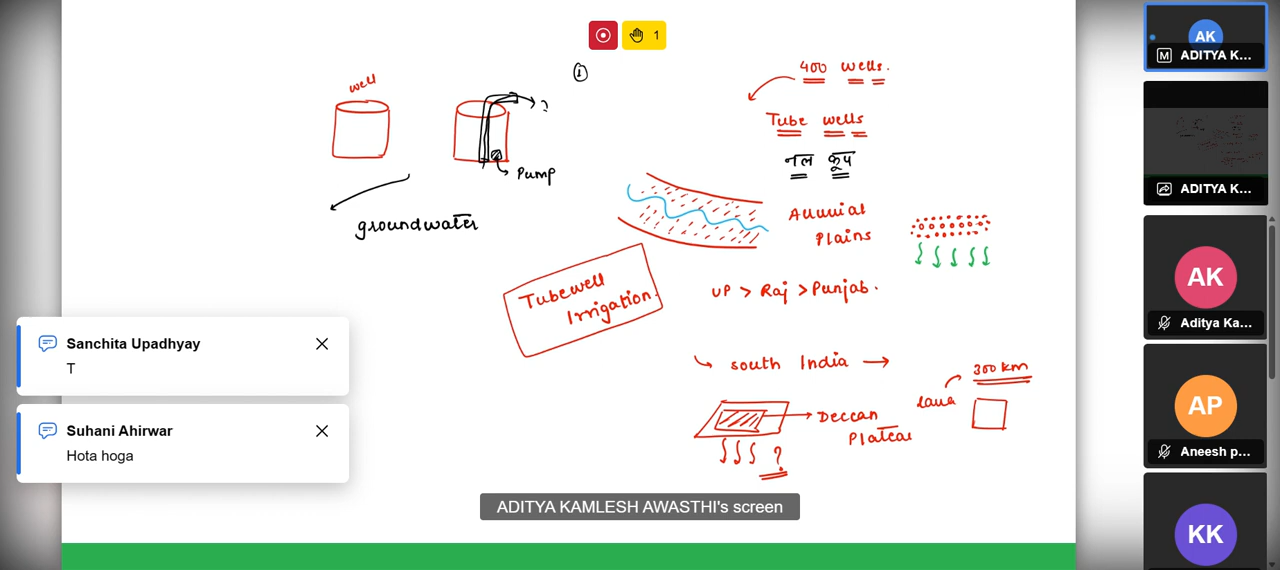 1
①
400 wells.
well
Tube wells
नल कूप
Pump
groundwater
Alluvial
Plains
Tubewell
Irrigation.
UP > Raj > Punjab.
south India →
300 km
lava
Deccan
Plateau
?
Sanchita Upadhyay
T
Suhani Ahirwar
Hota hoga
ADITYA KAMLESH AWASTHI's screen
AK
M ADITYA K...
ADITYA K...
AK
Aditya Ka...
AP
Aneesh p...
KK